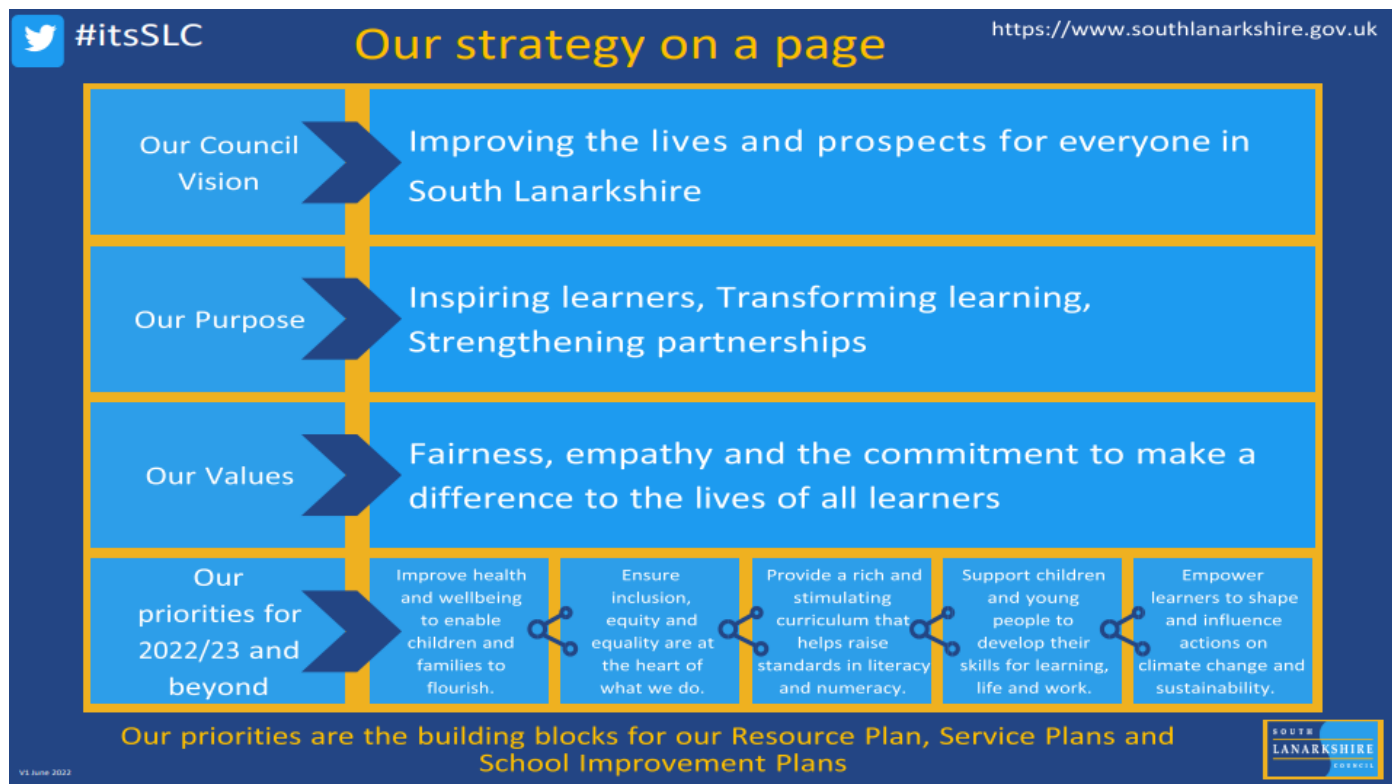 #itsSLC
Our strategy on a page
https://www.southlanarkshire.gov.uk
Our Council
Vision
Improving the lives and prospects for everyone in
South Lanarkshire
Our Purpose
Inspiring learners, Transforming learning,
Strengthening partnerships
Our Values
Fairness, empathy and the commitment to make a
difference to the lives of all learners
Our
priorities for
2022/23 and
beyond
Improve health
and wellbeing
to enable
children and
families to
flourish.
Ensure
inclusion,
equity and
equality are at
the heart of
what we do.
Provide a rich and
stimulating
curriculum that
helps raise
standards in literacy
and numeracy.
Support children
and young
people to
develop their
skills for learning,
life and work.
Empower
learners to shape
and influence
actions on
climate change and
sustainability.
Our priorities are the building blocks for our Resource Plan, Service Plans and
School Improvement Plans
V1 June 2022
SOUTH
LANARKSHIRE
COUNCIL